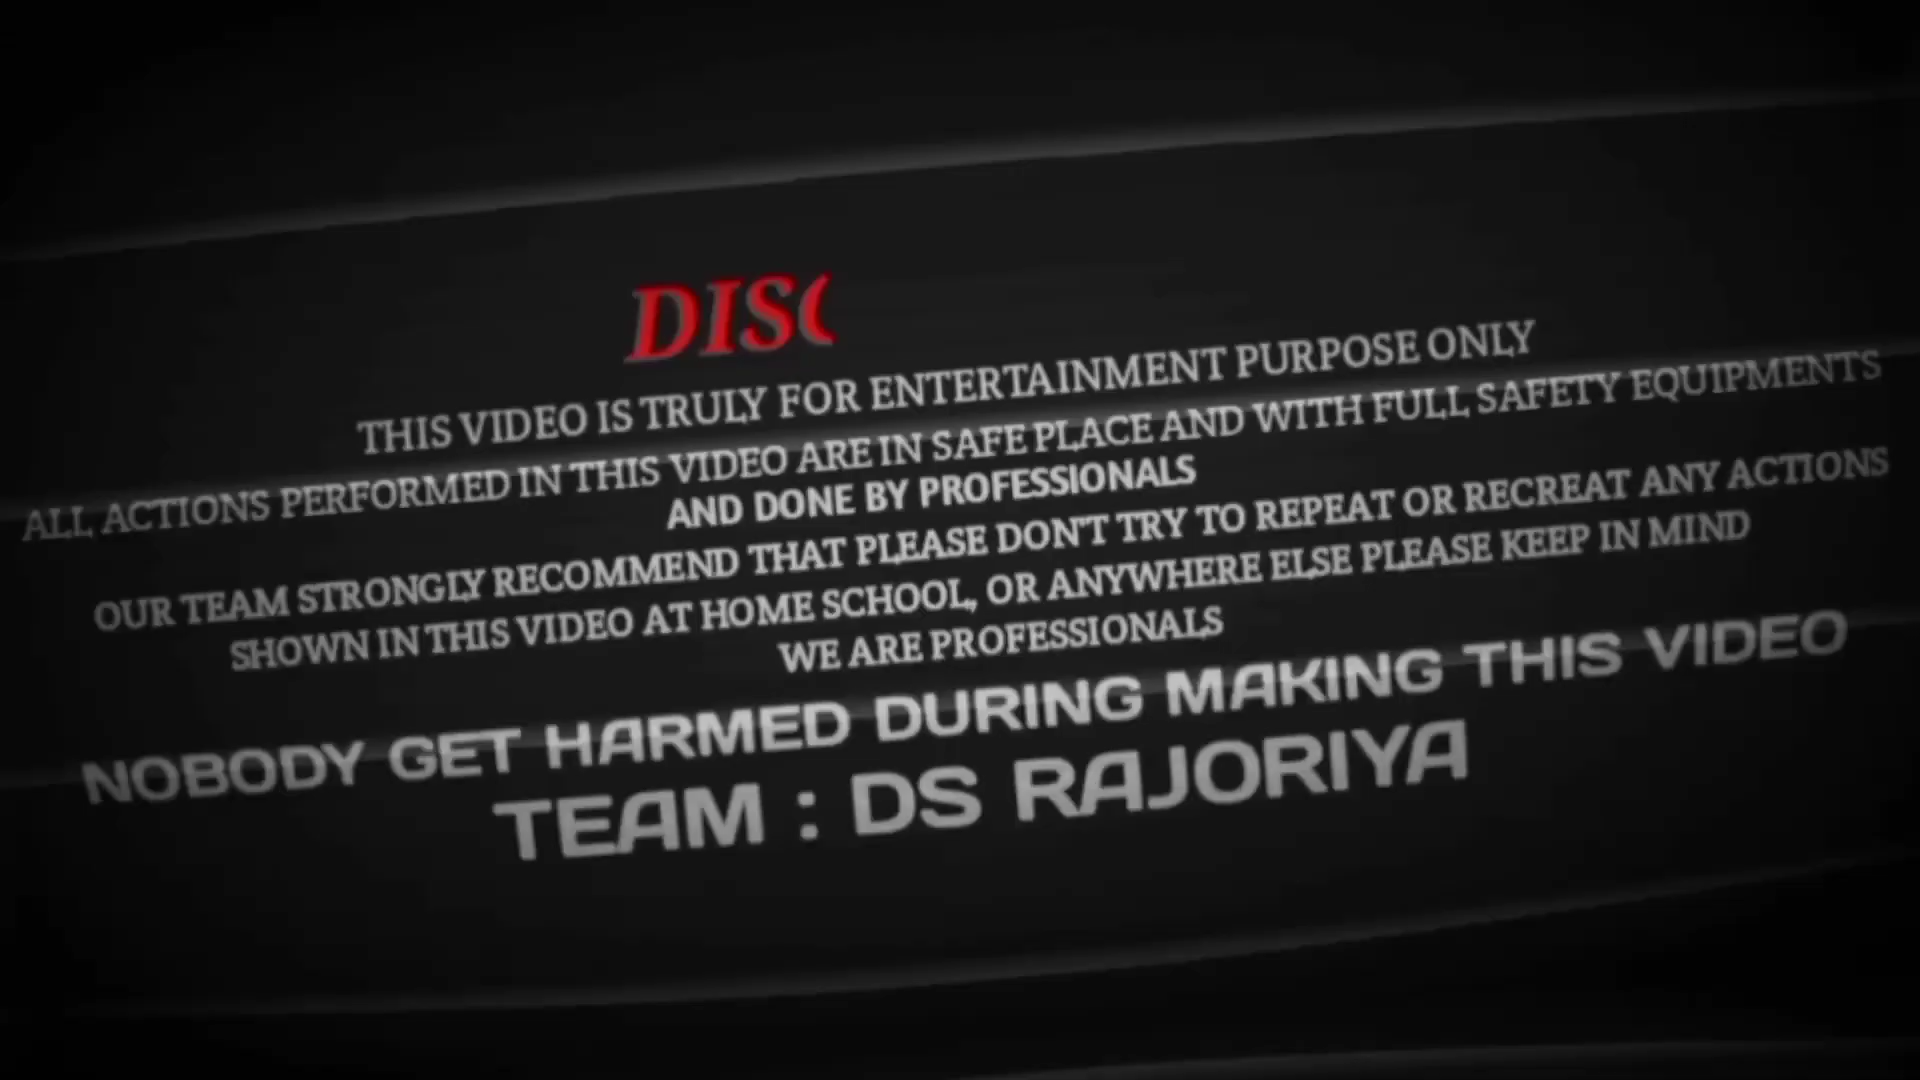 DISC
THIS VIDEO IS TRULY FOR ENTERTAINMENT PURPOSE ONLY
ALL ACTIONS PERFORMED IN THIS VIDEO ARE IN SAFE PLACE AND WITH FULL SAFETY EQUIPMENTS
AND DONE BY PROFESSIONALS
OUR TEAM STRONGLY RECOMMEND THAT PLEASE DON'T TRY TO REPEAT OR RECREAT ANY ACTIONS
SHOWN IN THIS VIDEO AT HOME SCHOOL, OR ANYWHERE ELSE PLEASE KEEP IN MIND
WE ARE PROFESSIONALS
NOBODY GET HARMED DURING MAKING THIS VIDEO
TEAM : DS RAJORIYA